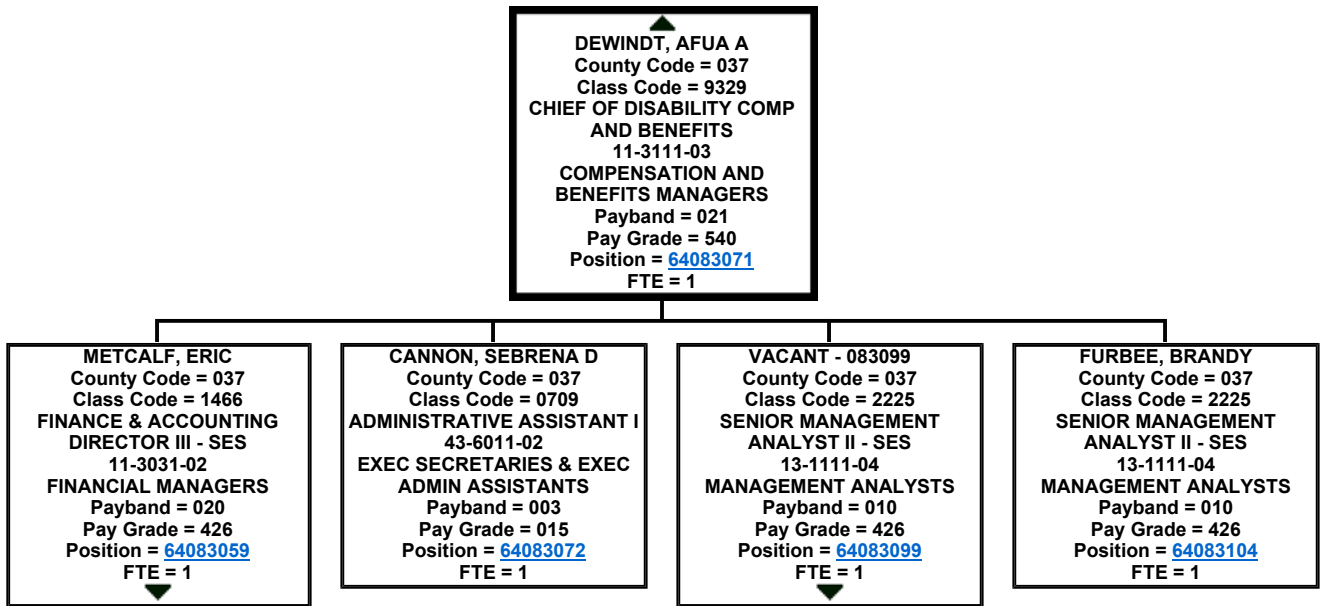 DEWINDT, AFUA A
County Code = 037
Class Code = 9329
CHIEF OF DISABILITY COMP
AND BENEFITS
11-3111-03
COMPENSATION AND
BENEFITS MANAGERS
Payband = 021
Pay Grade = 540
Position = 64083071
FTE = 1
METCALF, ERIC
County Code = 037
Class Code = 1466
FINANCE & ACCOUNTING
DIRECTOR III - SES
11-3031-02
FINANCIAL MANAGERS
Payband = 020
Pay Grade = 426
Position = 64083059
FTE = 1
CANNON, SEBRENA D
County Code = 037
Class Code = 0709
ADMINISTRATIVE ASSISTANT I
43-6011-02
EXEC SECRETARIES & EXEC
ADMIN ASSISTANTS
Payband = 003
Pay Grade = 015
Position = 64083072
FTE = 1
VACANT - 083099
County Code = 037
Class Code = 2225
SENIOR MANAGEMENT
ANALYST II - SES
13-1111-04
MANAGEMENT ANALYSTS
Payband = 010
Pay Grade = 426
Position = 64083099
FTE = 1
FURBEE, BRANDY
County Code = 037
Class Code = 2225
SENIOR MANAGEMENT
ANALYST II - SES
13-1111-04
MANAGEMENT ANALYSTS
Payband = 010
Pay Grade = 426
Position = 64083104
FTE = 1